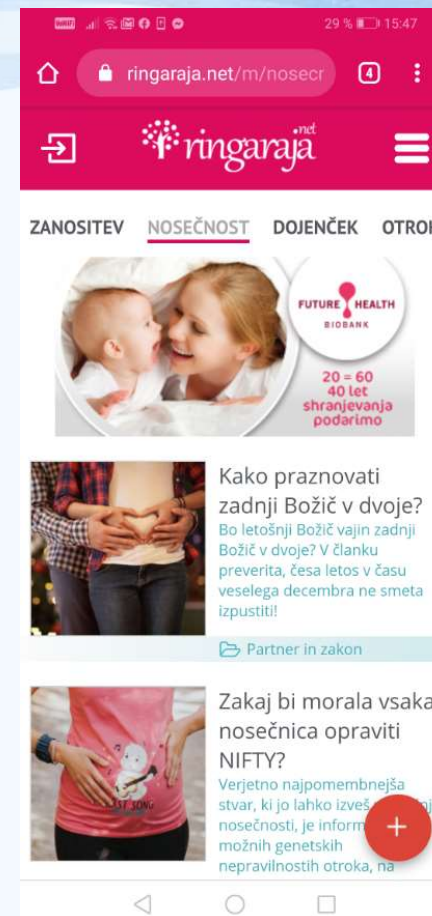 29 % 15:47
ringaraja.net/m/nosecr 4
ringaraja.net
ZANOSITEV NOSEČNOST DOJENČEK OTROK
FUTURE HEALTH
BIOBANK
20 = 60
40 let
shranjevanja
podarimo
Kako praznovati
zadnji Božič v dvoje?
Bo letošnji Božič vajin zadnji
Božič v dvoje? V članku
preverita, česa letos v času
veselega decembra ne smeta
izpustiti!
Partner in zakon
Zakaj bi morala vsaka
nosečnica opraviti
NIFTY?
Verjetno najpomembnejša
stvar, ki jo lahko izveš
nosečnosti, je inform
možnih genetskih
nepravilnostih otroka, na